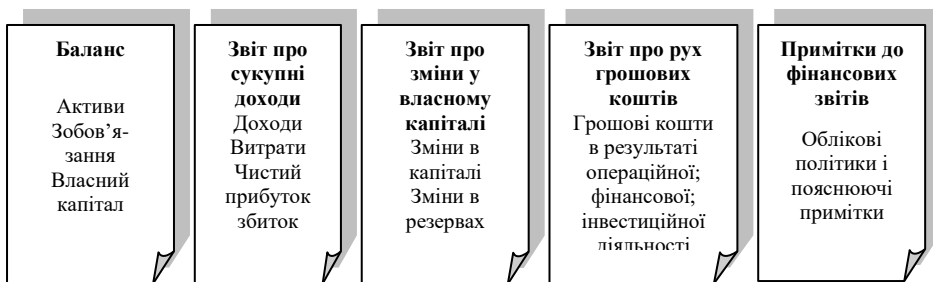 Баланс
Активи
Зобов’я-
зання
Власний
капітал
Звіт про
сукупні
доходи
Доходи
Витрати
Чистий
прибуток
збиток
Звіт про
зміни у
власному
капіталі
Зміни в
капіталі
Зміни в
резервах
Звіт про рух
грошових
коштів
Грошові кошти
в результаті
операційної;
фінансової;
інвестиційної
діяльності
Примітки до
фінансових
звітів
Облікові
політики і
пояснюючі
примітки